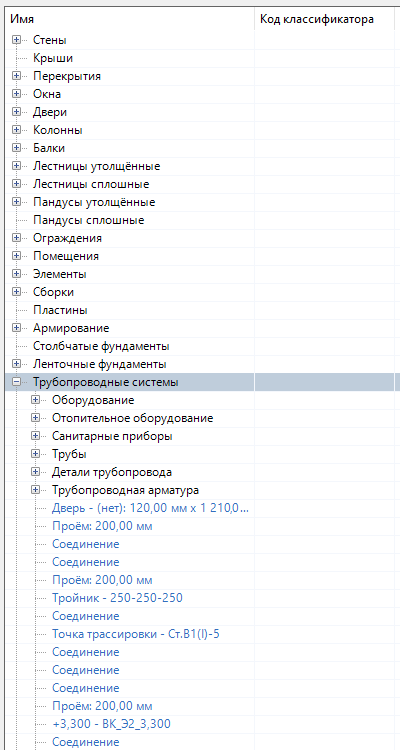 Имя Код классификатора
Стены
Крыши
Перекрытия
Окна
Двери
Колонны
Балки
Лестницы утолщённые
Лестницы сплошные
Пандусы утолщённые
Пандусы сплошные
Ограждения
Помещения
Элементы
Сборки
Пластины
Армирование
Столбчатые фундаменты
Ленточные фундаменты
Трубопроводные системы
Оборудование
Отопительное оборудование
Санитарные приборы
Трубы
Детали трубопровода
Трубопроводная арматура
Дверь - (нет): 120,00 мм x 1 210,0...
Проём: 200,00 мм
Соединение
Соединение
Проём: 200,00 мм
Тройник - 250-250-250
Соединение
Точка трассировки - Ст.В1(I)-5
Соединение
Соединение
Соединение
Проём: 200,00 мм
+3,300 - ВК_Э2_3,300
Соединение